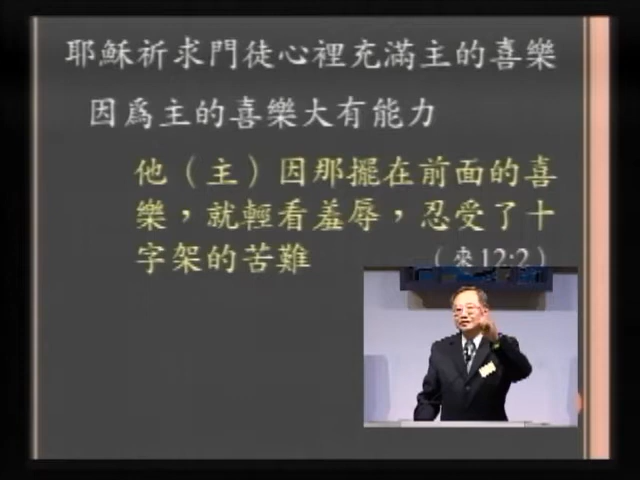 耶穌祈求門徒心裡充滿主的喜樂
因爲主的喜樂大有能力
他（主）因那擺在前面的喜
樂，就輕看羞辱，忍受了十
字架的苦難
（來 12:2）